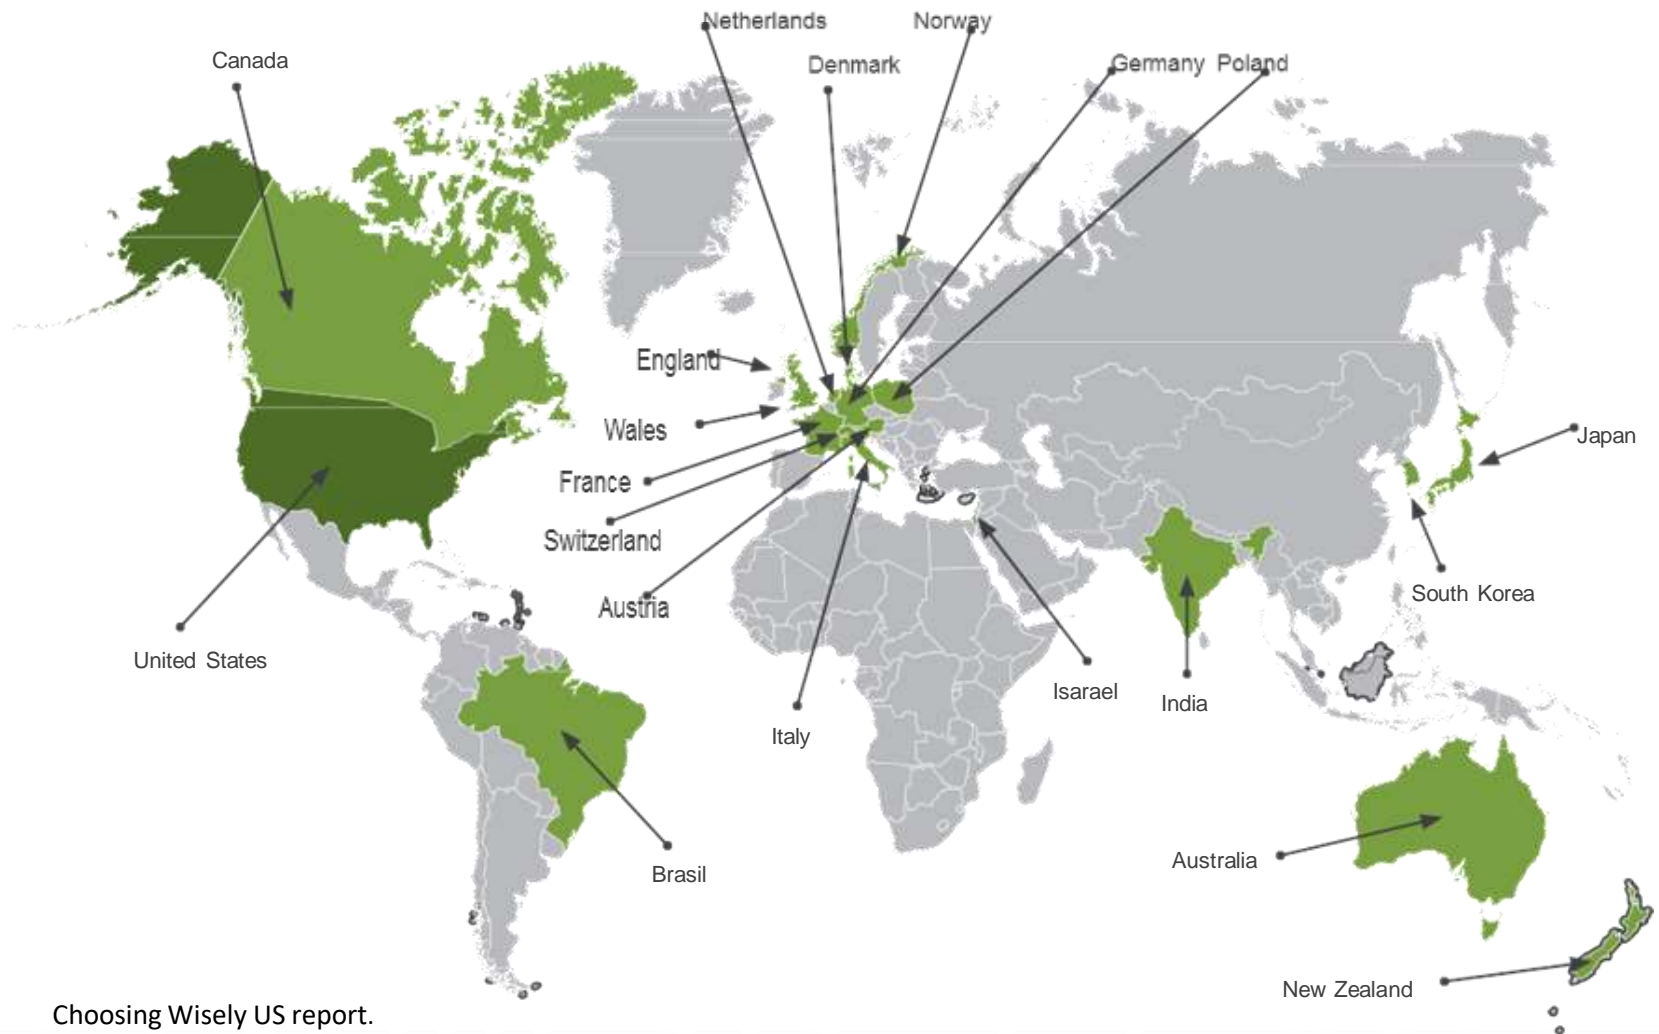 Netherlands
Norway
Canada
Denmark
Germany Poland
England
Wales
Japan
France
Switzerland
South Korea
Austria
United States
Isarael
India
Italy
Brasil
Australia
New Zealand
Choosing Wisely US report.